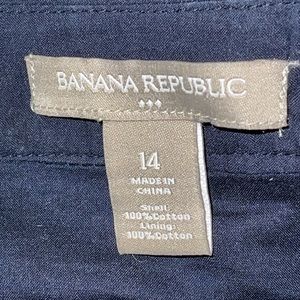 BANANA REPUBLIC
14
MADE IN
CHINA
Shell:
100%Cotton
Lining:
100%Cotton